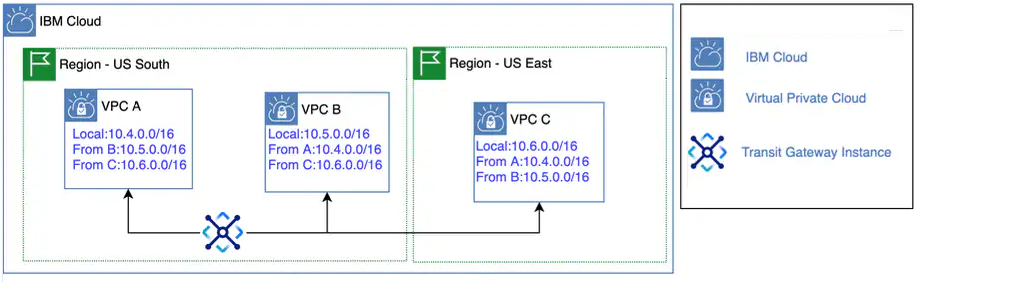 IBM Cloud
Region - US South
Region - US East
VPC A
Local:10.4.0.0/16
From B:10.5.0.0/16
From C:10.6.0.0/16
VPC B
Local:10.5.0.0/16
From A:10.4.0.0/16
From C:10.6.0.0/16
VPC C
Local:10.6.0.0/16
From A:10.4.0.0/16
From B:10.5.0.0/16
IBM Cloud
Virtual Private Cloud
Transit Gateway Instance